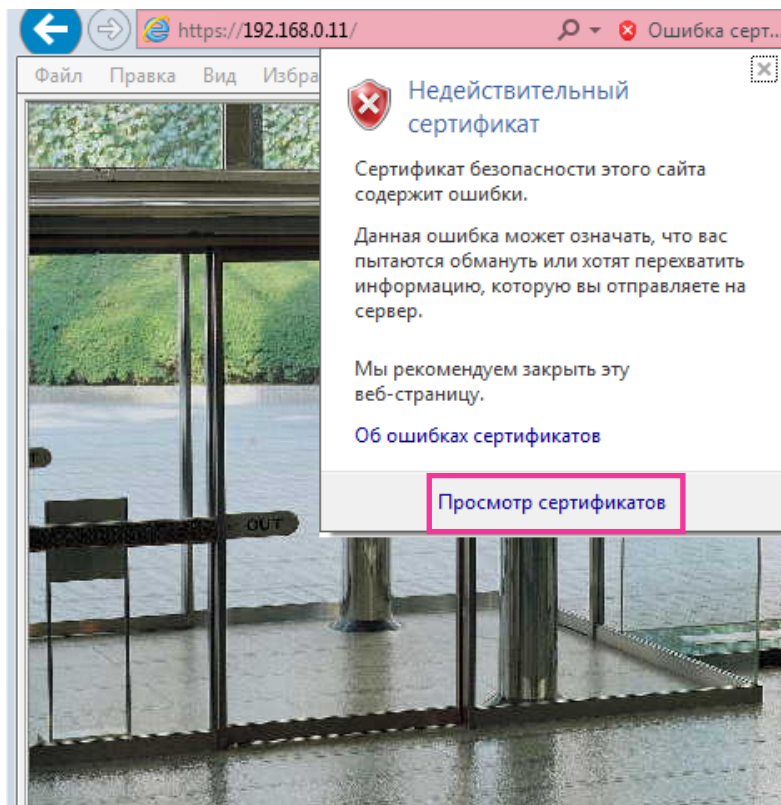 https://192.168.0.11/
Ошибка серт...
Файл Правка Вид Избра
Недействительный
сертификат
Сертификат безопасности этого сайта
содержит ошибки.
Данная ошибка может означать, что вас
пытаются обмануть или хотят перехватить
информацию, которую вы отправляете на
сервер.
Мы рекомендуем закрыть эту
веб-страницу.
Об ошибках сертификатов
Просмотр сертификатов
OUT